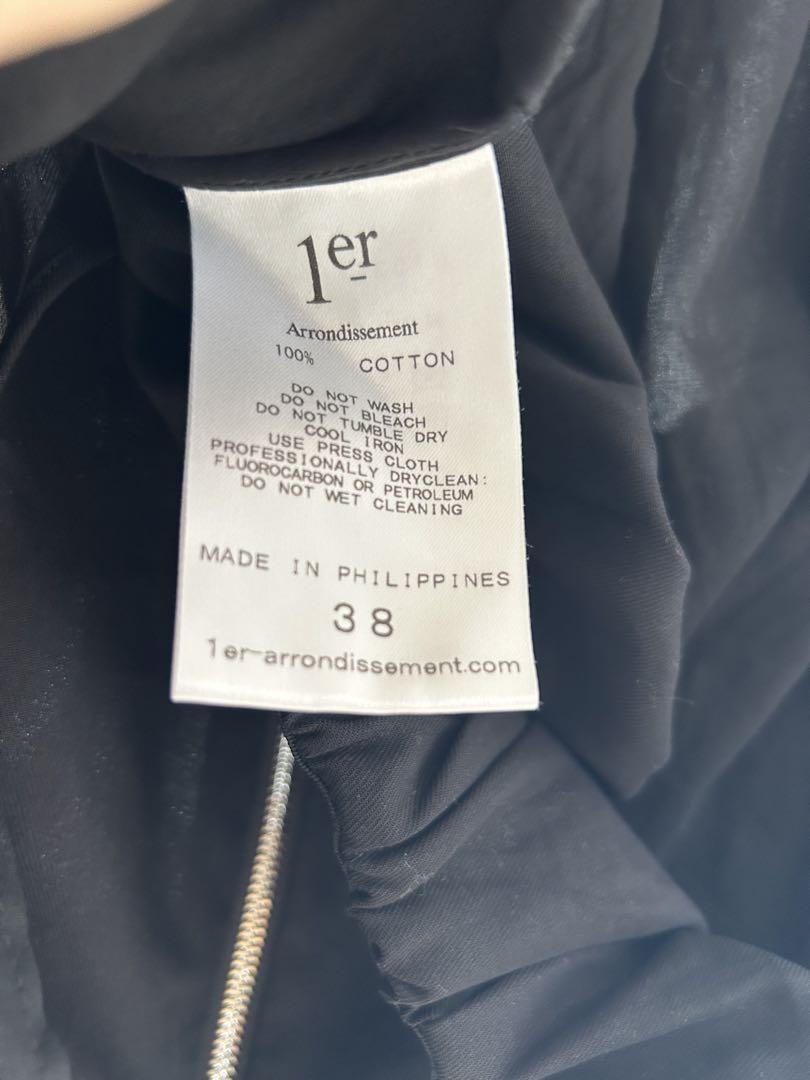 1er
Arrondissement
100% COTTON
DO NOT WASH
DO NOT BLEACH
DO NOT TUMBLE DRY
COOL IRON
USE PRESS CLOTH
PROFESSIONALLY DRYCLEAN:
FLUOROCARBON OR PETROLEUM
DO NOT WET CLEANING
MADE IN PHILIPPINES
38
1er-arrondissement.com